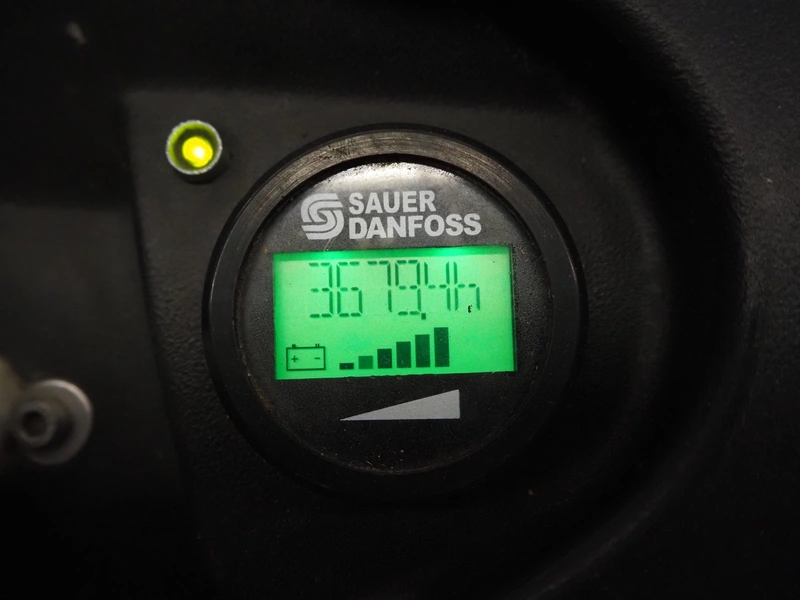 SAUER
DANFOSS
3679,4h
+ -